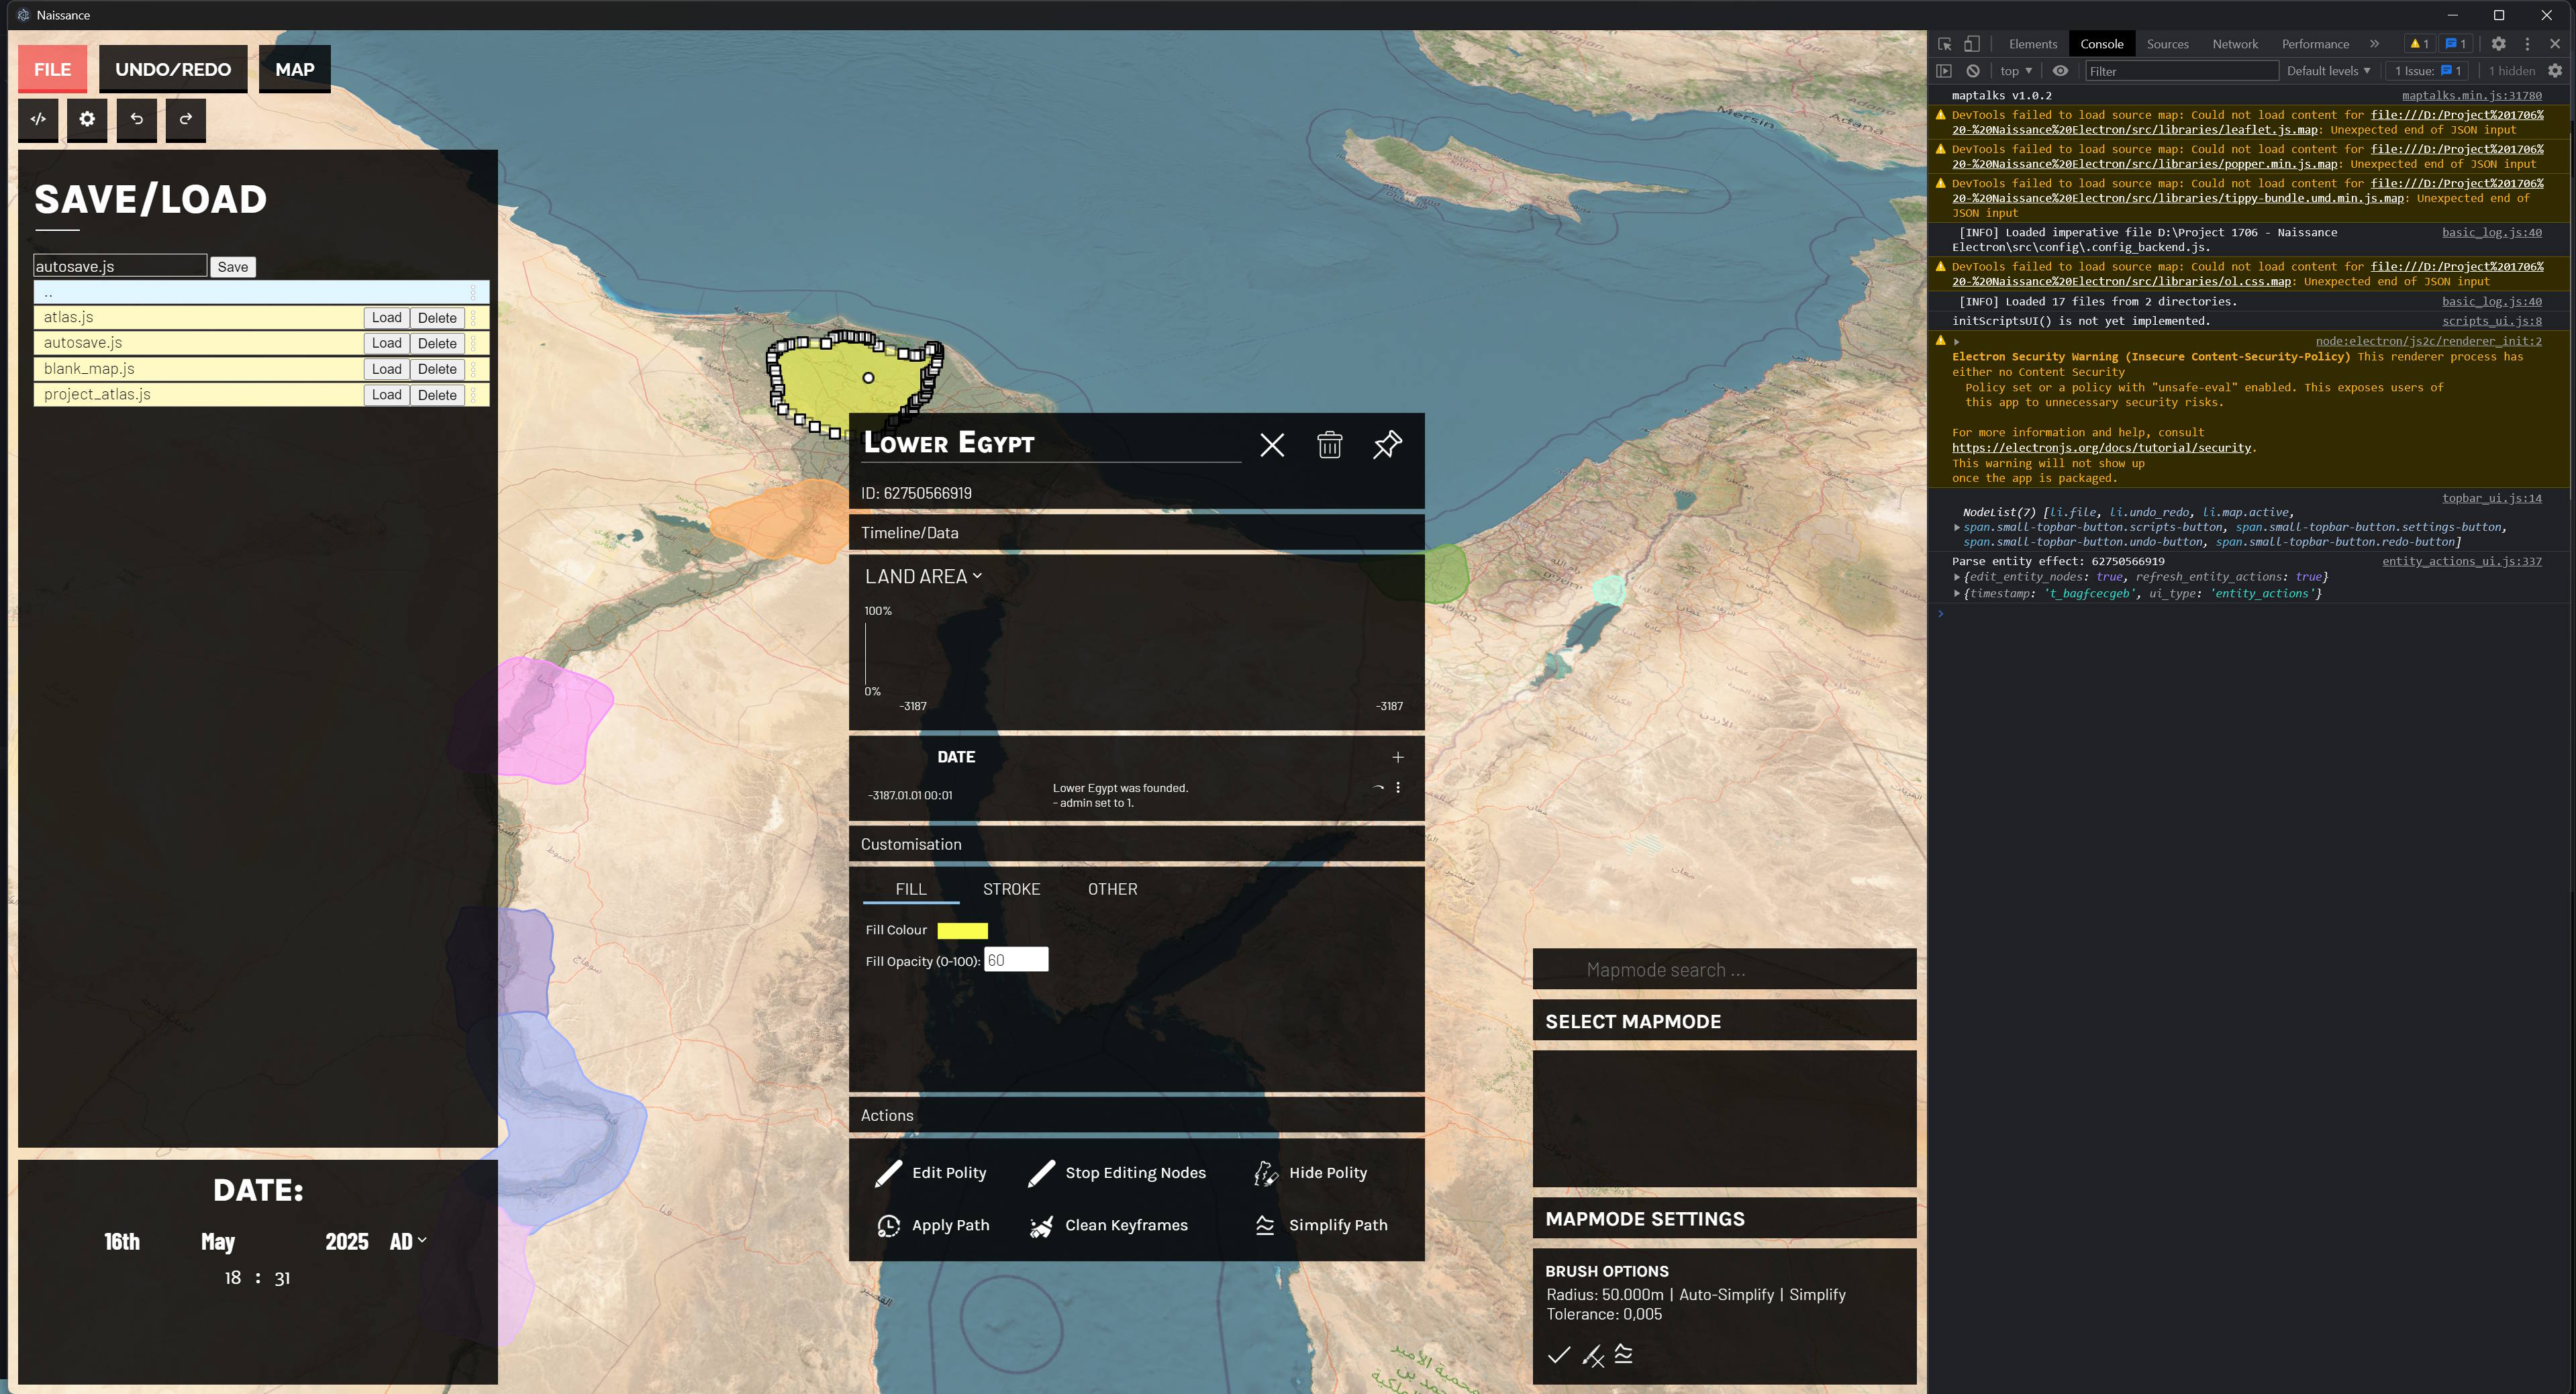 Naissance
FILE
UNDO/REDO
MAP
SAVE/LOAD
autosave.js
Save
..
atlas.js
Load
Delete
autosave.js
Load
Delete
blank_map.js
Load
Delete
project_atlas.js
Load
Delete
DATE:
16th
May
2025
AD
18 : 31
Mersin
Adana
Lower Egypt
ID: 62750566919
Timeline/Data
LAND AREA
100%
0%
-3187
-3187
DATE
-3187.01.01 00:01
Lower Egypt was founded.
- admin set to 1.
Customisation
FILL
STROKE
OTHER
Fill Colour
Fill Opacity (0-100): 60
Actions
Edit Polity
Stop Editing Nodes
Hide Polity
Apply Path
Clean Keyframes
Simplify Path
سوهاج
قنا
القصير
Mapmode search ...
SELECT MAPMODE
MAPMODE SETTINGS
BRUSH OPTIONS
Radius: 50.000m | Auto-Simplify | Simplify
Tolerance: 0,005
Elements
Console
Sources
Network
Performance
1
1
top
Filter
Default levels
1 Issue: 1
1 hidden
maptalks v1.0.2 maptalks.min.js:31780
DevTools failed to load source map: Could not load content for file:///D:/Project%201706%
20-%20Naissance%20Electron/src/libraries/leaflet.js.map: Unexpected end of JSON input
DevTools failed to load source map: Could not load content for file:///D:/Project%201706%
20-%20Naissance%20Electron/src/libraries/popper.min.js.map: Unexpected end of JSON input
DevTools failed to load source map: Could not load content for file:///D:/Project%201706%
20-%20Naissance%20Electron/src/libraries/tippy-bundle.umd.min.js.map: Unexpected end of
JSON input
[INFO] Loaded imperative file D:\Project 1706 - Naissance basic_log.js:40
Electron\src\config\.config_backend.js.
DevTools failed to load source map: Could not load content for file:///D:/Project%201706%
20-%20Naissance%20Electron/src/libraries/ol.css.map: Unexpected end of JSON input
[INFO] Loaded 17 files from 2 directories. basic_log.js:40
initScriptsUI() is not yet implemented. scripts_ui.js:8
node:electron/js2c/renderer_init:2
Electron Security Warning (Insecure Content-Security-Policy) This renderer process has
either no Content Security
Policy set or a policy with "unsafe-eval" enabled. This exposes users of
this app to unnecessary security risks.
For more information and help, consult
https://electronjs.org/docs/tutorial/security.
This warning will not show up
once the app is packaged.
topbar_ui.js:14
NodeList(7) [li.file, li.undo_redo, li.map.active,
span.small-topbar-button.scripts-button, span.small-topbar-button.settings-button,
span.small-topbar-button.undo-button, span.small-topbar-button.redo-button]
Parse entity effect: 62750566919 entity_actions_ui.js:337
{edit_entity_nodes: true, refresh_entity_actions: true}
{timestamp: 't_bagfcecgeb', ui_type: 'entity_actions'}